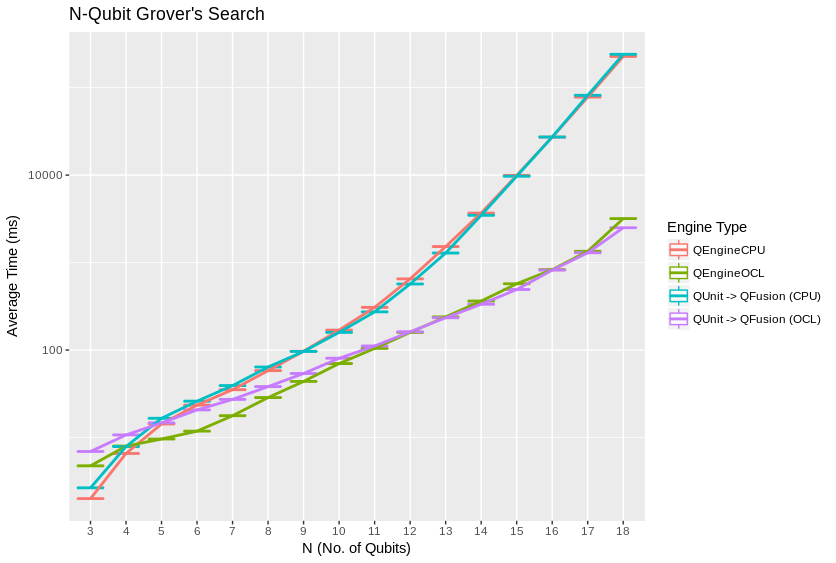 N-Qubit Grover's Search
Average Time (ms)
10000
100
3 4 5 6 7 8 9 10 11 12 13 14 15 16 17 18
N (No. of Qubits)
Engine Type
QEngineCPU
QEngineOCL
QUnit -> QFusion (CPU)
QUnit -> QFusion (OCL)